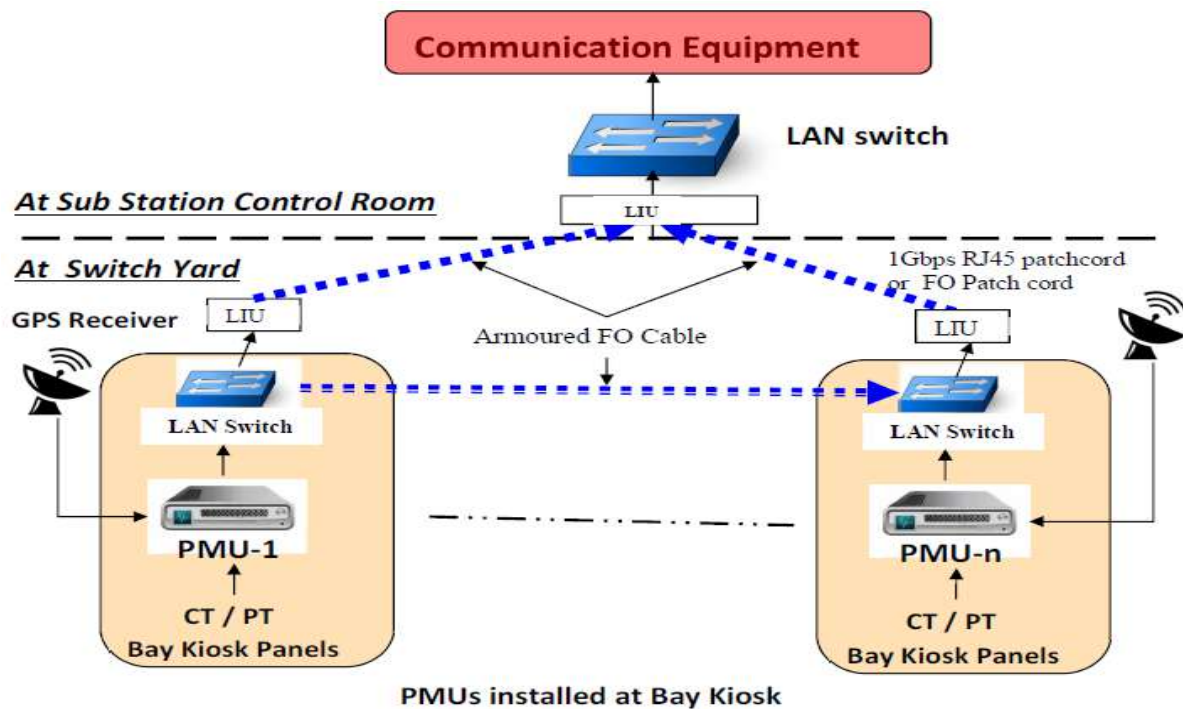 Communication Equipment
LAN switch
At Sub Station Control Room
LIU
At Switch Yard
1Gbps RJ45 patchcord
or FO Patch cord
GPS Receiver
LIU
Armoured FO Cable
LIU
LAN Switch
LAN Switch
PMU-1
PMU-n
CT / PT
Bay Kiosk Panels
CT / PT
Bay Kiosk Panels
PMUs installed at Bay Kiosk